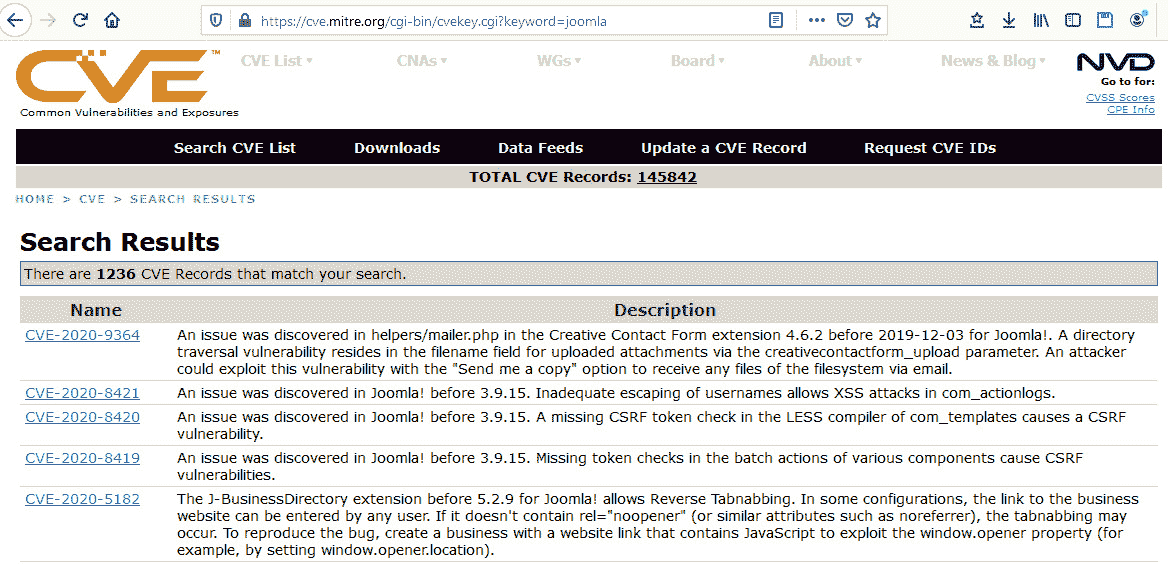 https://cve.mitre.org/cgi-bin/cvekey.cgi?keyword=joomla
CVE™
Common Vulnerabilities and Exposures
CVE List▾ CNAs▾ WGs▾ Board▾ About▾ News & Blog▾
NVD
Go to for:
CVSS Scores
CPE Info
Search CVE List Downloads Data Feeds Update a CVE Record Request CVE IDs
TOTAL CVE Records: 145842
HOME > CVE > SEARCH RESULTS
Search Results
There are 1236 CVE Records that match your search.
Name Description
CVE-2020-9364 An issue was discovered in helpers/mailer.php in the Creative Contact Form extension 4.6.2 before 2019-12-03 for Joomla!. A directory
traversal vulnerability resides in the filename field for uploaded attachments via the creativecontactform_upload parameter. An attacker
could exploit this vulnerability with the "Send me a copy" option to receive any files of the filesystem via email.
CVE-2020-8421 An issue was discovered in Joomla! before 3.9.15. Inadequate escaping of usernames allows XSS attacks in com_actionlogs.
CVE-2020-8420 An issue was discovered in Joomla! before 3.9.15. A missing CSRF token check in the LESS compiler of com_templates causes a CSRF
vulnerability.
CVE-2020-8419 An issue was discovered in Joomla! before 3.9.15. Missing token checks in the batch actions of various components cause CSRF
vulnerabilities.
CVE-2020-5182 The J-BusinessDirectory extension before 5.2.9 for Joomla! allows Reverse Tabnabbing. In some configurations, the link to the business
website can be entered by any user. If it doesn't contain rel="noopener" (or similar attributes such as noreferrer), the tabnabbing may
occur. To reproduce the bug, create a business with a website link that contains JavaScript to exploit the window.opener property (for
example, by setting window.opener.location).